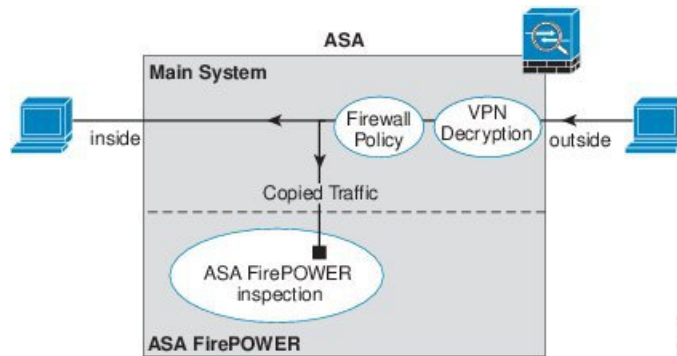 ASA
Main System
VPN
Decryption
Firewall
Policy
inside
outside
Copied Traffic
ASA FirePOWER
inspection
ASA FirePOWER